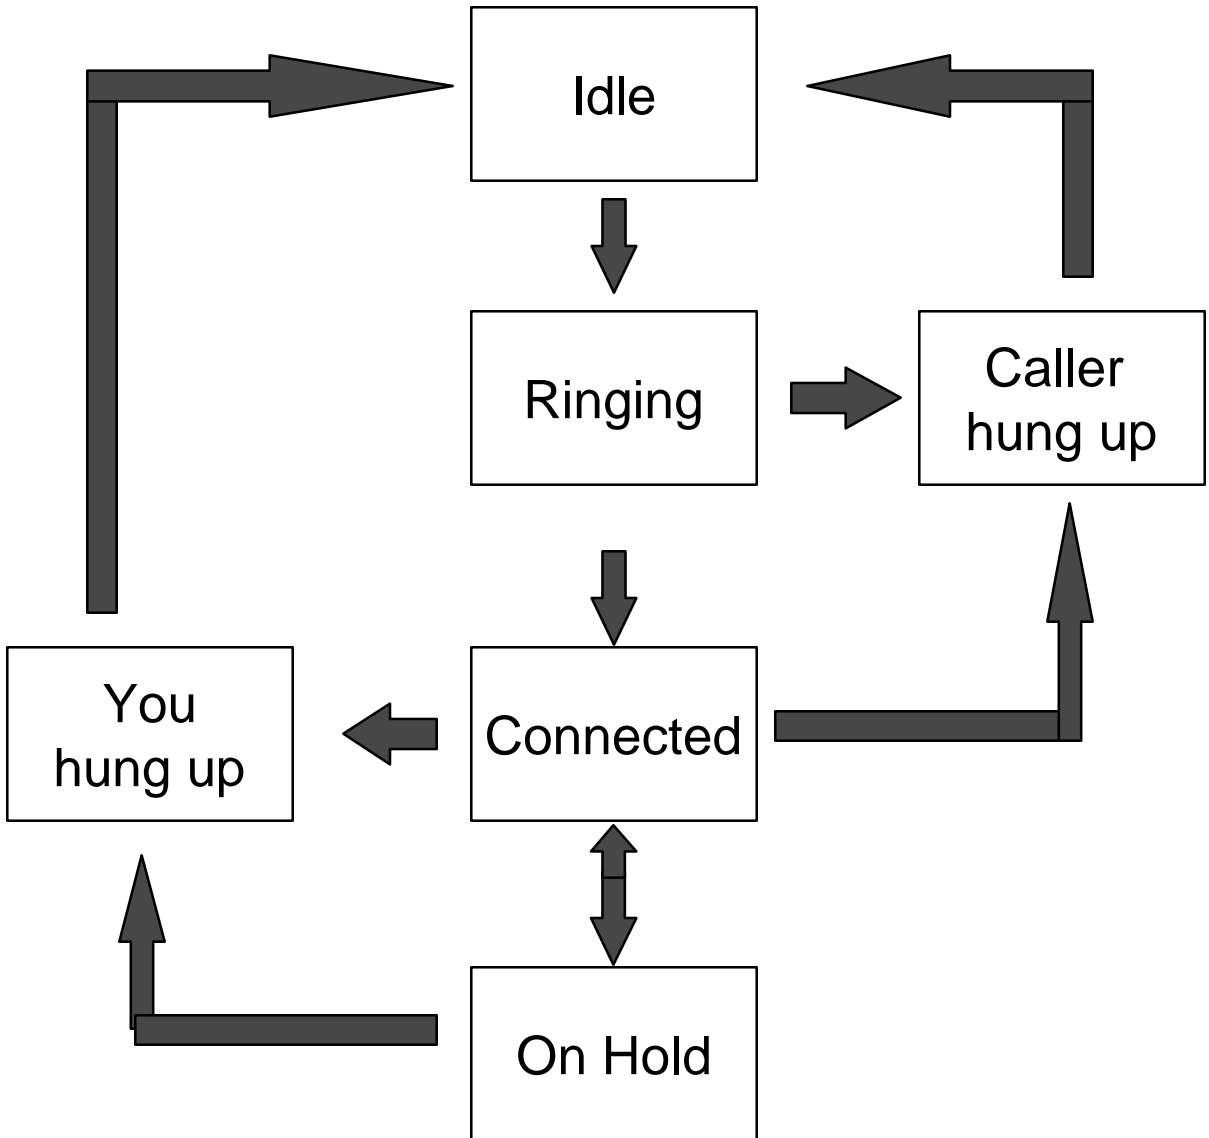 Idle
Ringing
Caller
hung up
You
hung up
Connected
On Hold